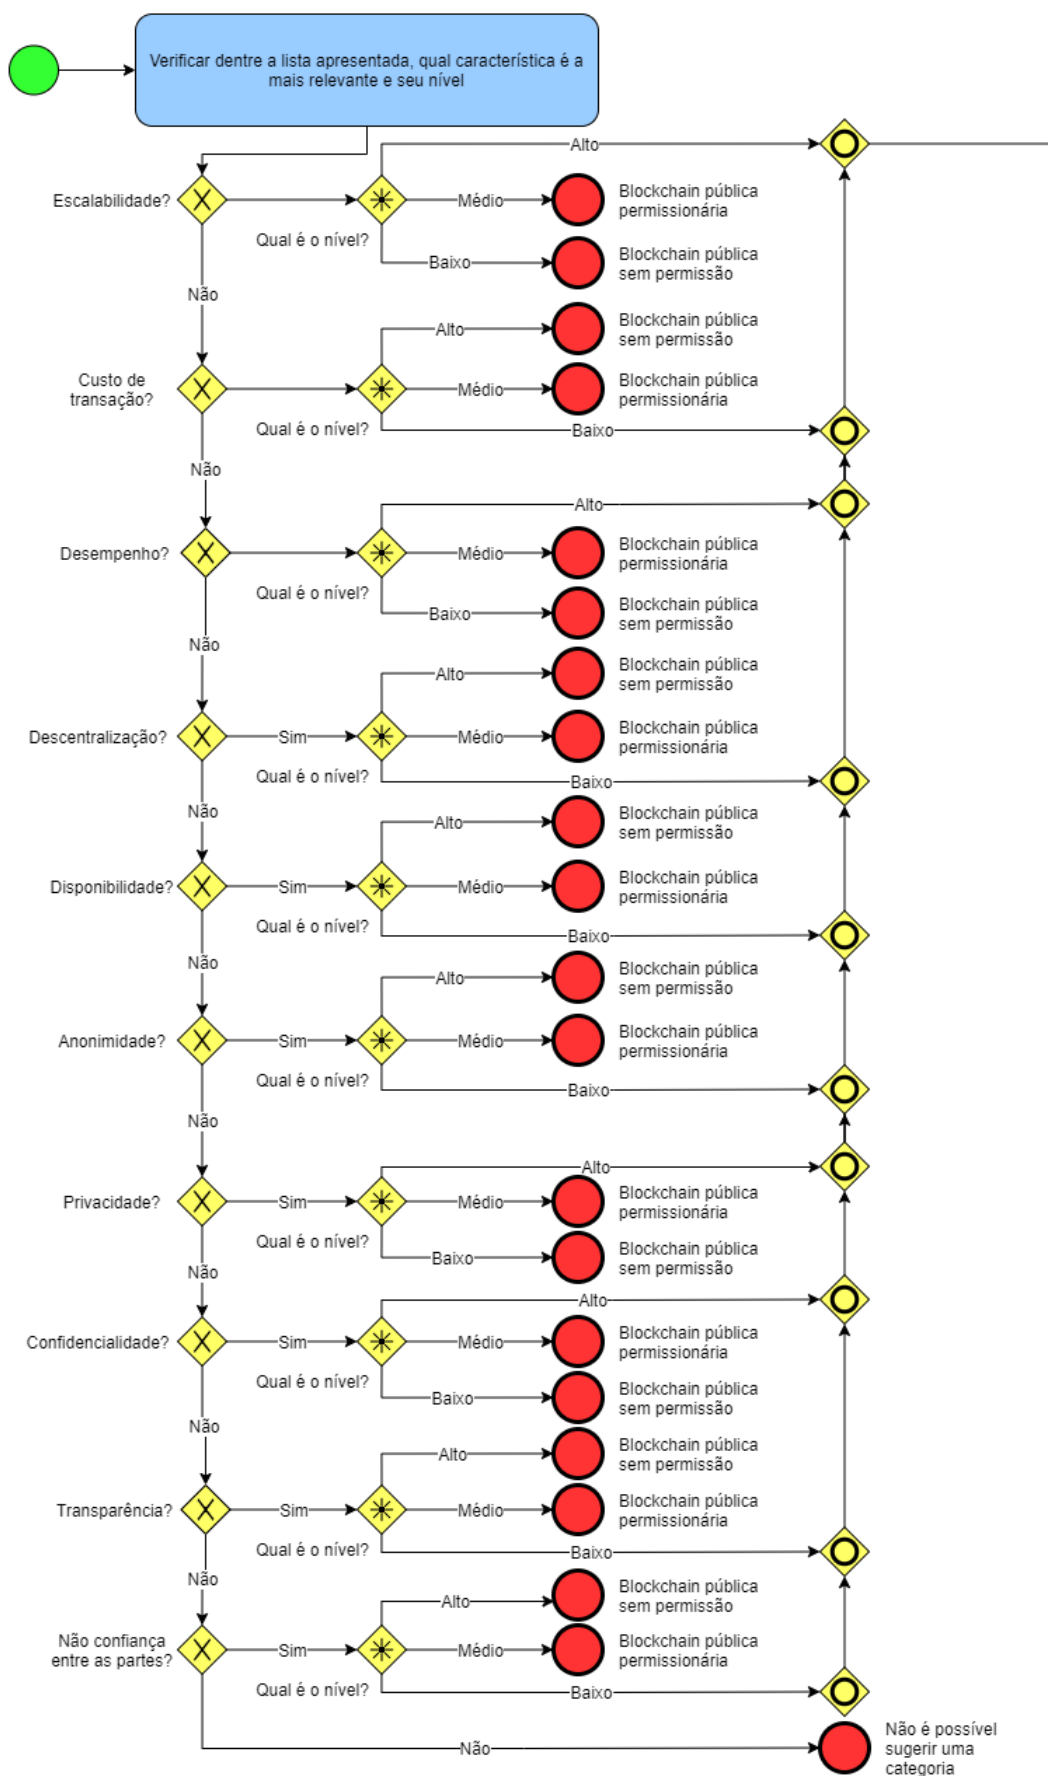 Verificar dentre a lista apresentada, qual característica é a
mais relevante e seu nível
Alto
Escalabilidade?
Médio
Blockchain pública
permissionária
Qual é o nível?
Baixo
Blockchain pública
sem permissão
Não
Alto
Blockchain pública
sem permissão
Custo de
transação?
Médio
Blockchain pública
permissionária
Qual é o nível?
Baixo
Não
Alto
Desempenho?
Médio
Blockchain pública
permissionária
Qual é o nível?
Baixo
Blockchain pública
sem permissão
Não
Alto
Blockchain pública
sem permissão
Descentralização?
Sim
Médio
Blockchain pública
permissionária
Qual é o nível?
Baixo
Não
Alto
Blockchain pública
sem permissão
Disponibilidade?
Sim
Médio
Blockchain pública
permissionária
Qual é o nível?
Baixo
Não
Alto
Blockchain pública
sem permissão
Anonimidade?
Sim
Médio
Blockchain pública
permissionária
Qual é o nível?
Baixo
Não
Alto
Privacidade?
Sim
Médio
Blockchain pública
permissionária
Qual é o nível?
Baixo
Blockchain pública
sem permissão
Não
Alto
Confidencialidade?
Sim
Médio
Blockchain pública
permissionária
Qual é o nível?
Baixo
Blockchain pública
sem permissão
Não
Alto
Blockchain pública
sem permissão
Transparência?
Sim
Médio
Blockchain pública
permissionária
Qual é o nível?
Baixo
Não
Alto
Blockchain pública
sem permissão
Não confiança
entre as partes?
Sim
Médio
Blockchain pública
permissionária
Qual é o nível?
Baixo
Não
Não é possível
sugerir uma
categoria